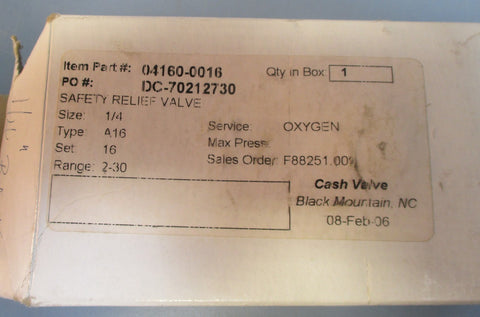 Item Part #: 04160-0016 Qty in Box: 1
PO #: DC-70212730
SAFETY RELIEF VALVE
Size: 1/4
Type: A16 Service: OXYGEN
Set: 16 Max Press:
Range: 2-30 Sales Order: F88251.009
Cash Valve
Black Mountain, NC
08-Feb-06